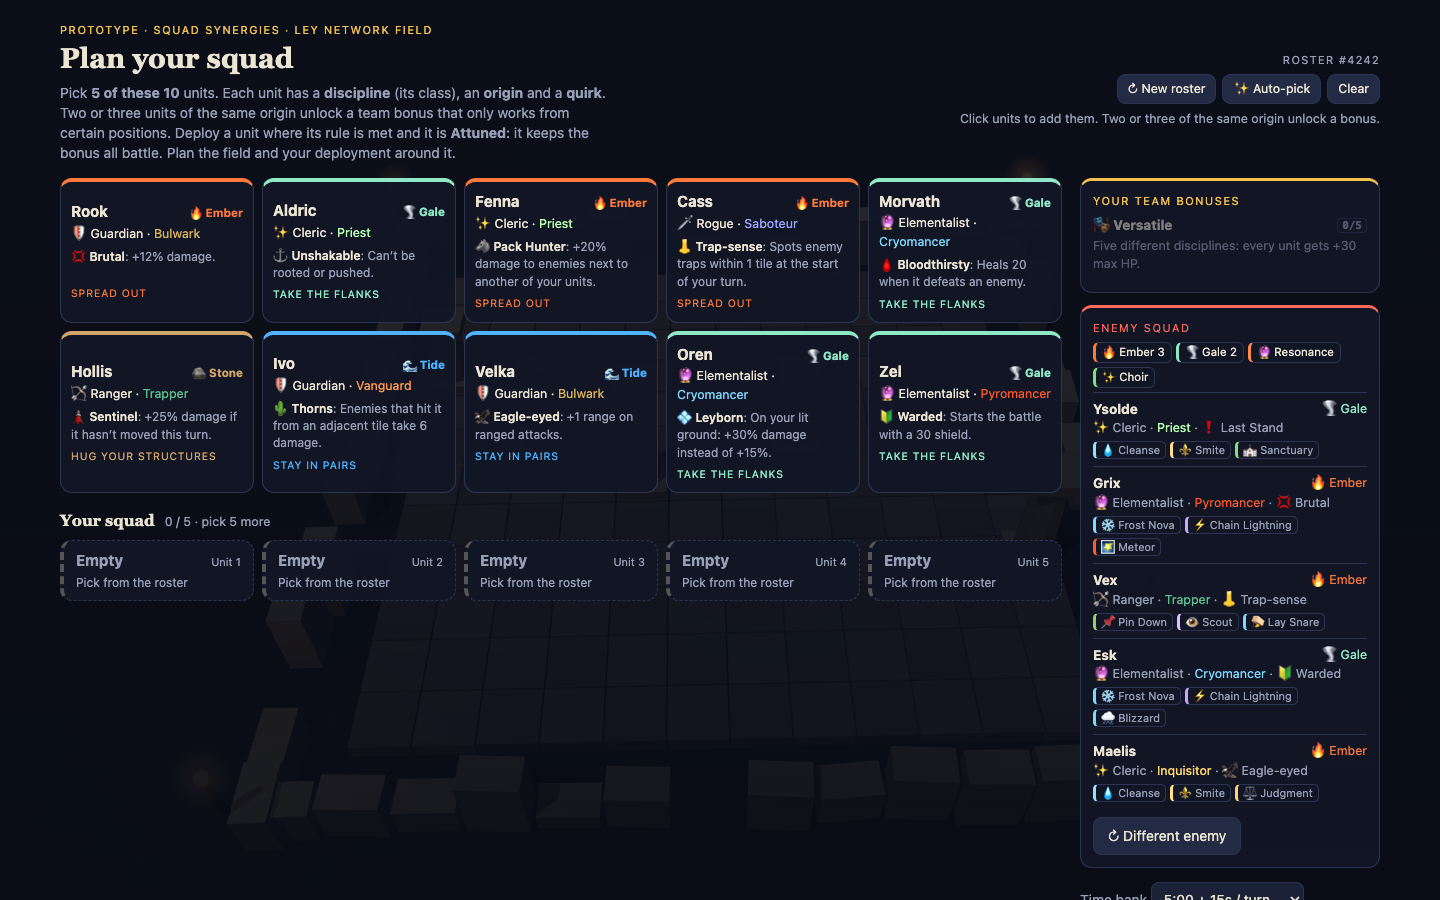 PROTOTYPE · SQUAD SYNERGIES · LEY NETWORK FIELD
Plan your squad
Pick 5 of these 10 units. Each unit has a discipline (its class), an origin and a quirk.
Two or three units of the same origin unlock a team bonus that only works from
certain positions. Deploy a unit where its rule is met and it is Attuned: it keeps the
bonus all battle. Plan the field and your deployment around it.
ROSTER #4242
↻ New roster
✨ Auto-pick
Clear
Click units to add them. Two or three of the same origin unlock a bonus.
Rook
Ember
Guardian · Bulwark
Brutal: +12% damage.
SPREAD OUT
Aldric
Gale
Cleric · Priest
Unshakable: Can't be
rooted or pushed.
TAKE THE FLANKS
Fenna
Ember
Cleric · Priest
Pack Hunter: +20%
damage to enemies next to
another of your units.
SPREAD OUT
Cass
Ember
Rogue · Saboteur
Trap-sense: Spots enemy
traps within 1 tile at the start
of your turn.
SPREAD OUT
Morvath
Gale
Elementalist ·
Cryomancer
Bloodthirsty: Heals 20
when it defeats an enemy.
TAKE THE FLANKS
Hollis
Stone
Ranger · Trapper
Sentinel: +25% damage if
it hasn't moved this turn.
HUG YOUR STRUCTURES
Ivo
Tide
Guardian · Vanguard
Thorns: Enemies that hit it
from an adjacent tile take 6
damage.
STAY IN PAIRS
Velka
Tide
Guardian · Bulwark
Eagle-eyed: +1 range on
ranged attacks.
STAY IN PAIRS
Oren
Gale
Elementalist ·
Cryomancer
Leyborn: On your lit
ground: +30% damage
instead of +15%.
TAKE THE FLANKS
Zel
Gale
Elementalist · Pyromancer
Warded: Starts the battle
with a 30 shield.
TAKE THE FLANKS
Your squad 0 / 5 · pick 5 more
Empty
Unit 1
Pick from the roster
Empty
Unit 2
Pick from the roster
Empty
Unit 3
Pick from the roster
Empty
Unit 4
Pick from the roster
Empty
Unit 5
Pick from the roster
YOUR TEAM BONUSES
Versatile
0/5
Five different disciplines: every unit gets +30
max HP.
ENEMY SQUAD
Ember 3
Gale 2
Resonance
Choir
Ysolde
Gale
Cleric · Priest · Last Stand
Cleanse
Smite
Sanctuary
Grix
Ember
Elementalist · Pyromancer · Brutal
Frost Nova
Chain Lightning
Meteor
Vex
Ember
Ranger · Trapper · Trap-sense
Pin Down
Scout
Lay Snare
Esk
Gale
Elementalist · Cryomancer · Warded
Frost Nova
Chain Lightning
Blizzard
Maelis
Ember
Cleric · Inquisitor · Eagle-eyed
Cleanse
Smite
Judgment
↻ Different enemy
Time bank
5:00 + 15s / turn